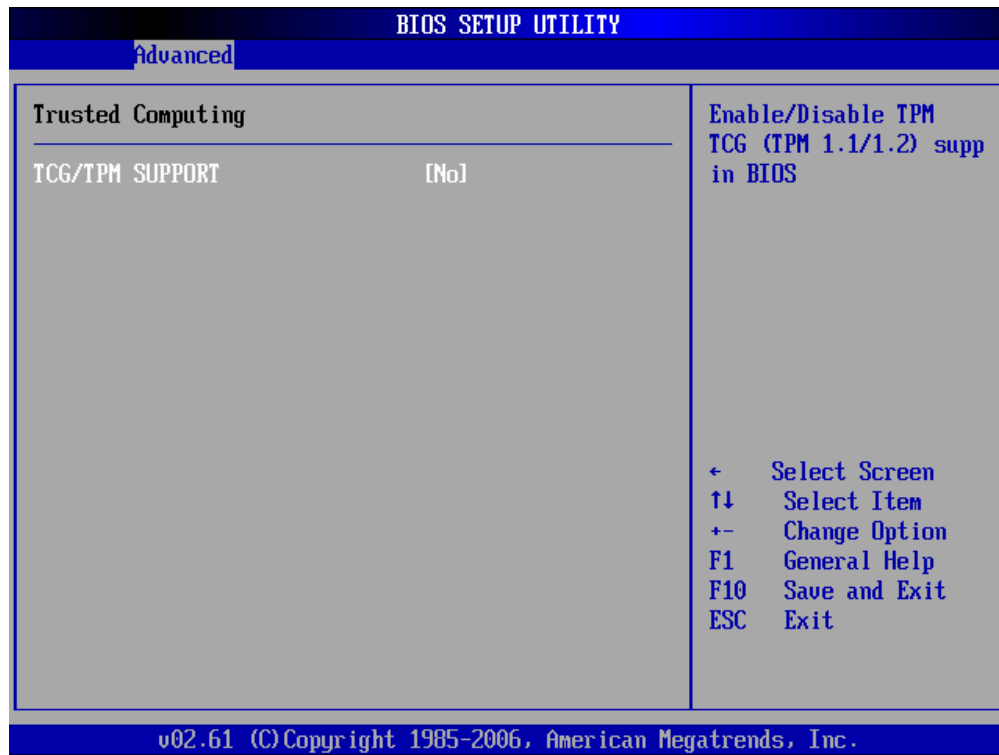 BIOS SETUP UTILITY
Advanced
Trusted Computing
TCG/TPM SUPPORT [No]
Enable/Disable TPM
TCG (TPM 1.1/1.2) supp
in BIOS
← Select Screen
↑↓ Select Item
+- Change Option
F1 General Help
F10 Save and Exit
ESC Exit
v02.61 (C)Copyright 1985-2006, American Megatrends, Inc.